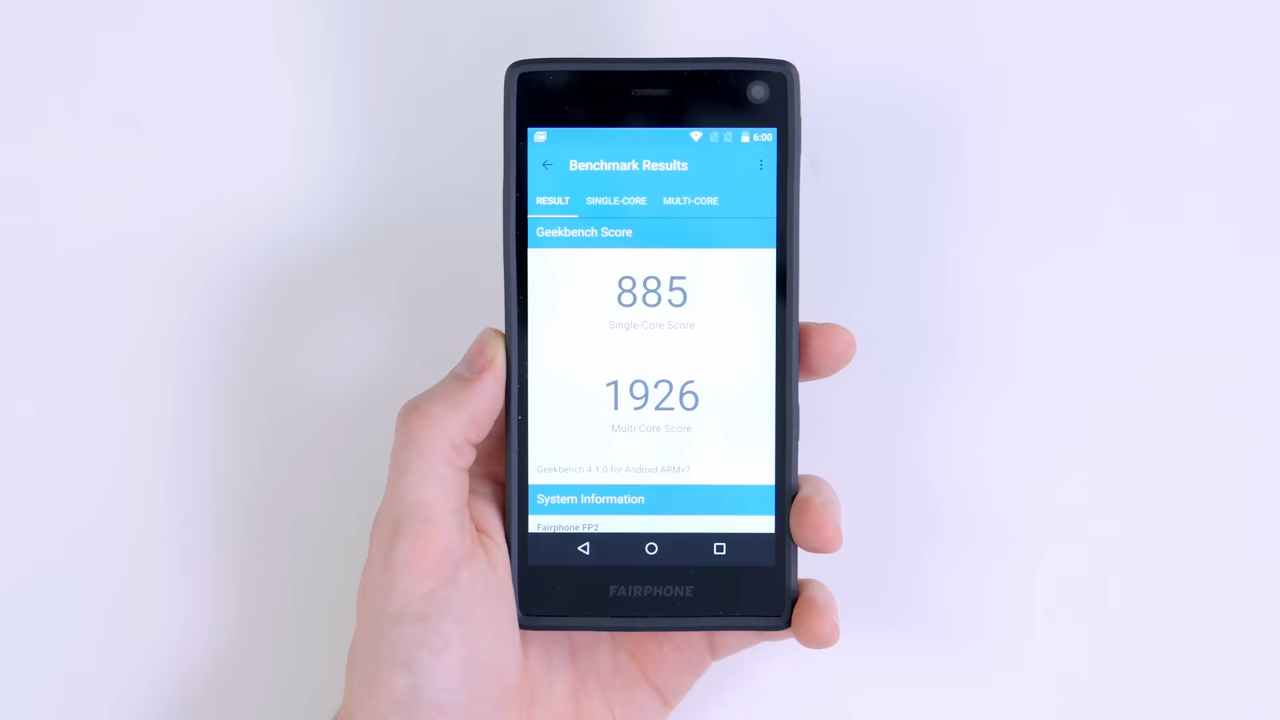 6:00
Benchmark Results
RESULT SINGLE-CORE MULTI-CORE
Geekbench Score
885
Single-Core Score
1926
Multi-Core Score
Geekbench 4.1.0 for Android ARMv7
System Information
Fairphone FP2
FAIRPHONE